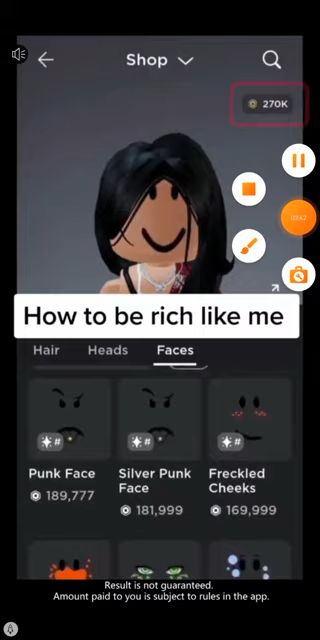 Shop
270K
03:42
How to be rich like me
Hair Heads Faces
#
#
#
Punk Face
Silver Punk
Face
Freckled
Cheeks
189,777
181,999
169,999
Result is not guaranteed.
Amount paid to you is subject to rules in the app.